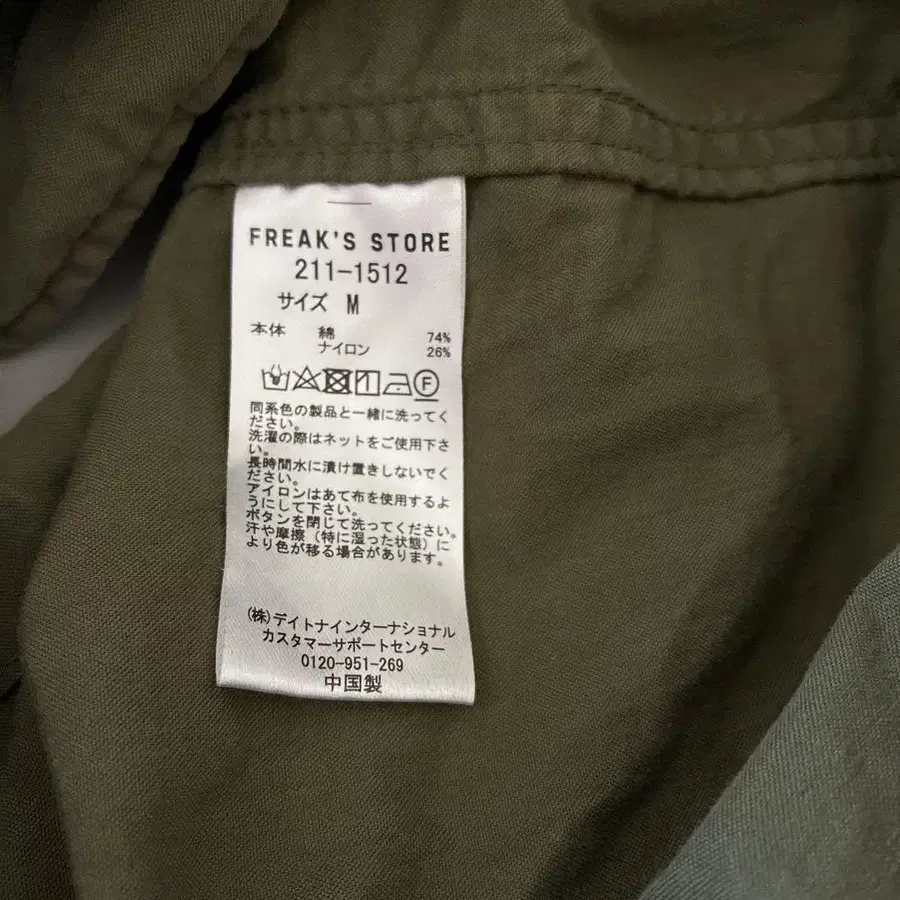 FREAK'S STORE
211-1512
サイズ M
本体 綿 74%
ナイロン 26%
F
同系色の製品と一緒に洗ってく
ださい。
洗濯の際はネットをご使用下さ
い。
長時間水に漬け置きしないでく
ださい。
アイロンはあて布を使用するよ
うにして下さい。
ボタンを閉じて洗ってください。
汗や摩擦（特に湿った状態）に
より色が移る場合があります。
(株)デイトナインターナショナル
カスタマーサポートセンター
0120-951-269
中国製